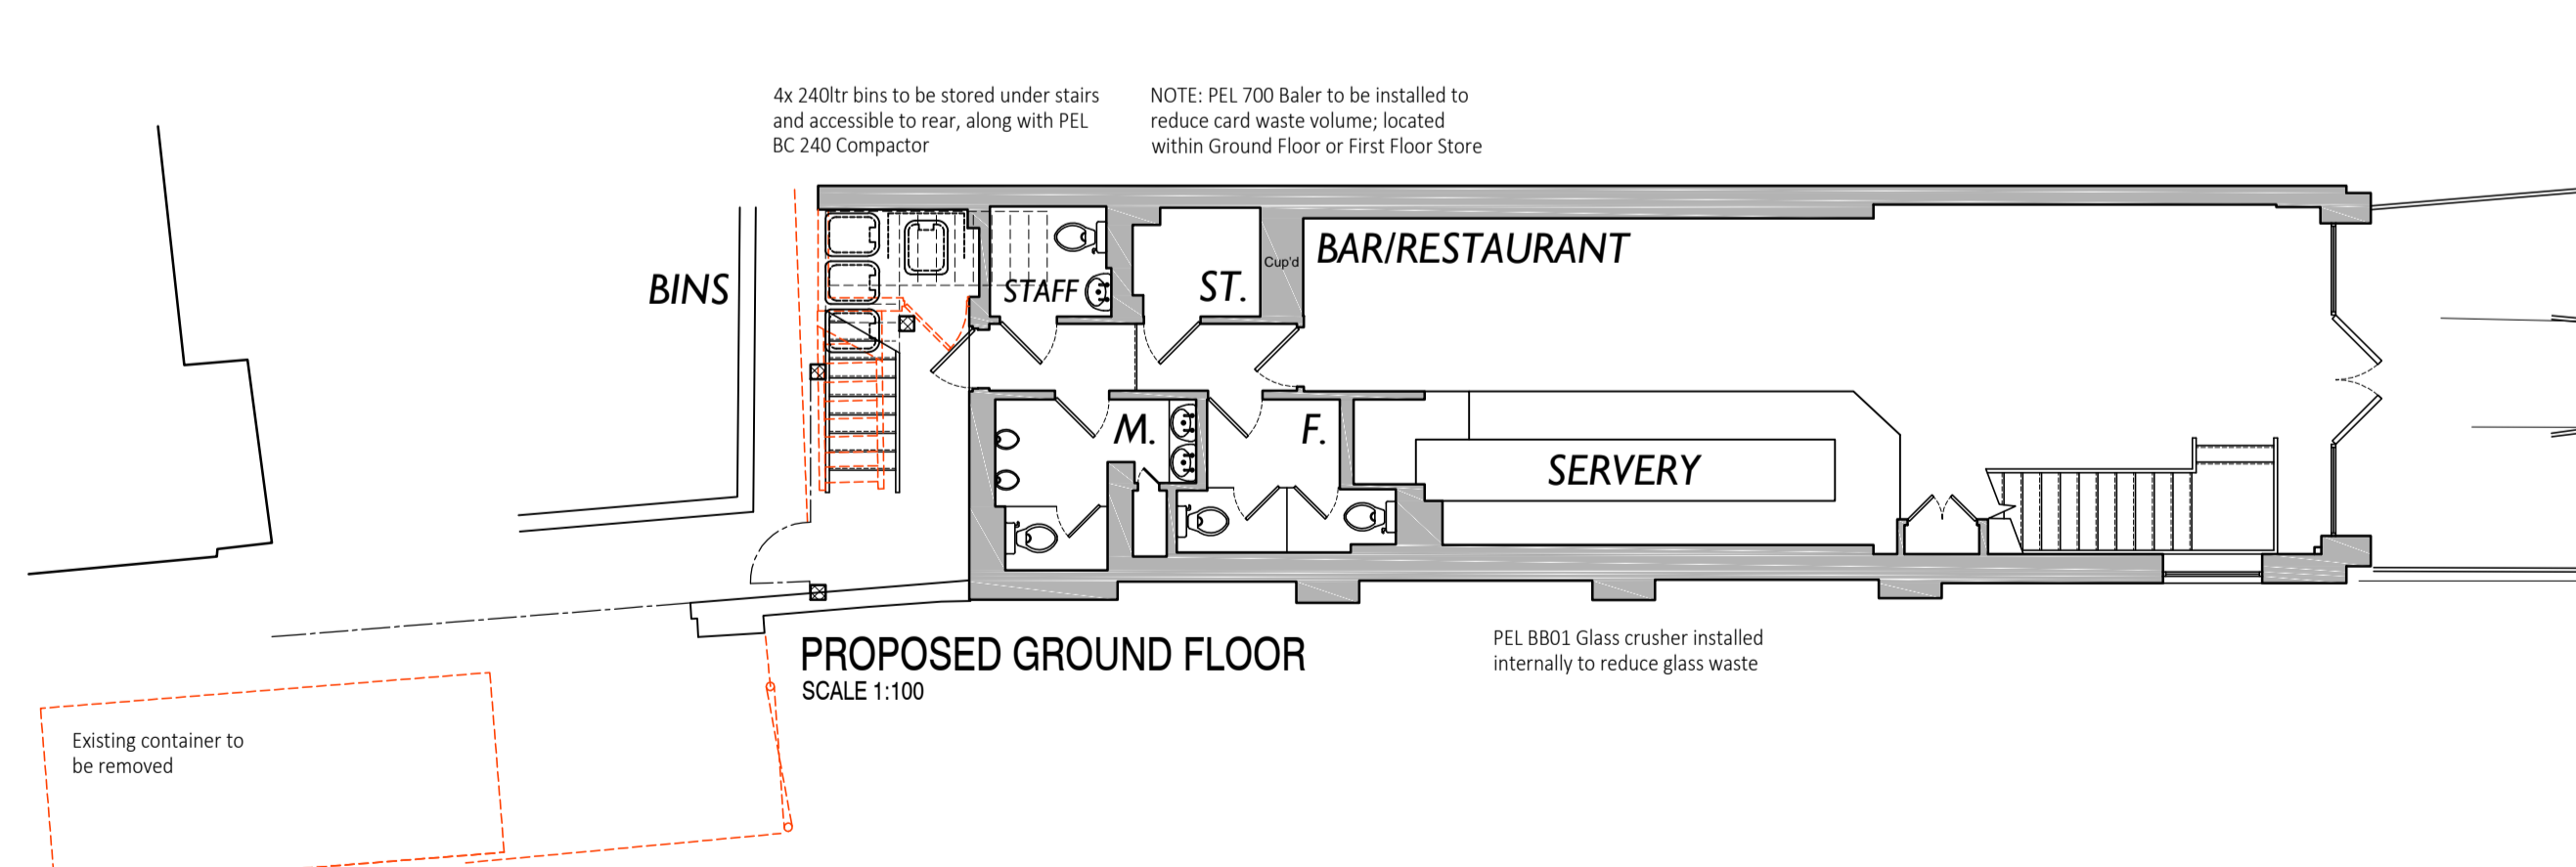 4x 240ltr bins to be stored under stairs
and accessible to rear, along with PEL
BC 240 Compactor
NOTE: PEL 700 Baler to be installed to
reduce card waste volume; located
within Ground Floor or First Floor Store
BINS
STAFF
ST.
Cup'd
BAR/RESTAURANT
M.
F.
SERVERY
PROPOSED GROUND FLOOR
SCALE 1:100
PEL BB01 Glass crusher installed
internally to reduce glass waste
Existing container to
be removed